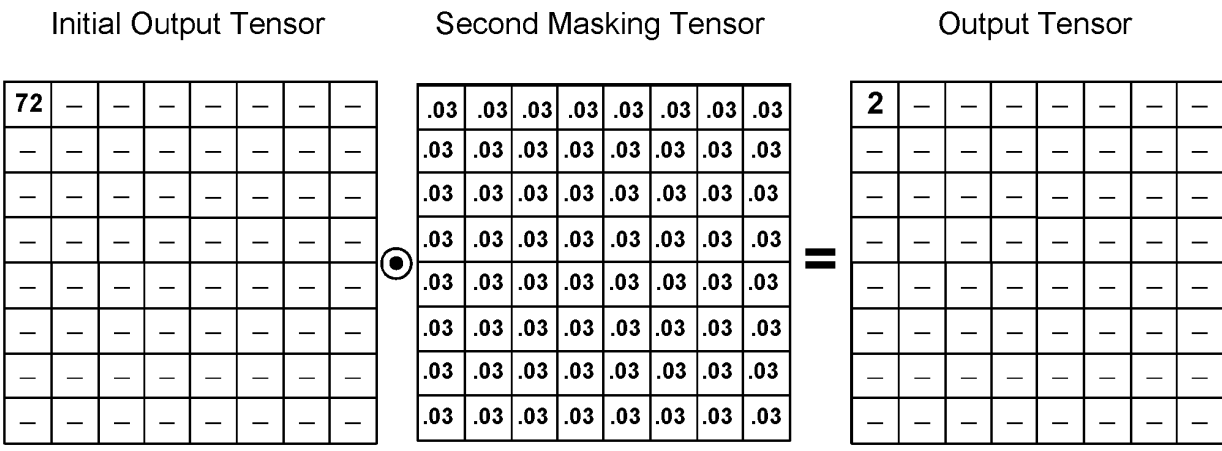 Initial Output Tensor Second Masking Tensor Output Tensor
72 – – – – – – – .03 .03 .03 .03 .03 .03 .03 .03 2 – – – – – – –
– – – – – – – – .03 .03 .03 .03 .03 .03 .03 .03 – – – – – – – –
– – – – – – – – .03 .03 .03 .03 .03 .03 .03 .03 – – – – – – – –
– – – – – – – – .03 .03 .03 .03 .03 .03 .03 .03 – – – – – – – –
⊙ =
– – – – – – – – .03 .03 .03 .03 .03 .03 .03 .03 – – – – – – – –
– – – – – – – – .03 .03 .03 .03 .03 .03 .03 .03 – – – – – – – –
– – – – – – – – .03 .03 .03 .03 .03 .03 .03 .03 – – – – – – – –
– – – – – – – – .03 .03 .03 .03 .03 .03 .03 .03 – – – – – – – –